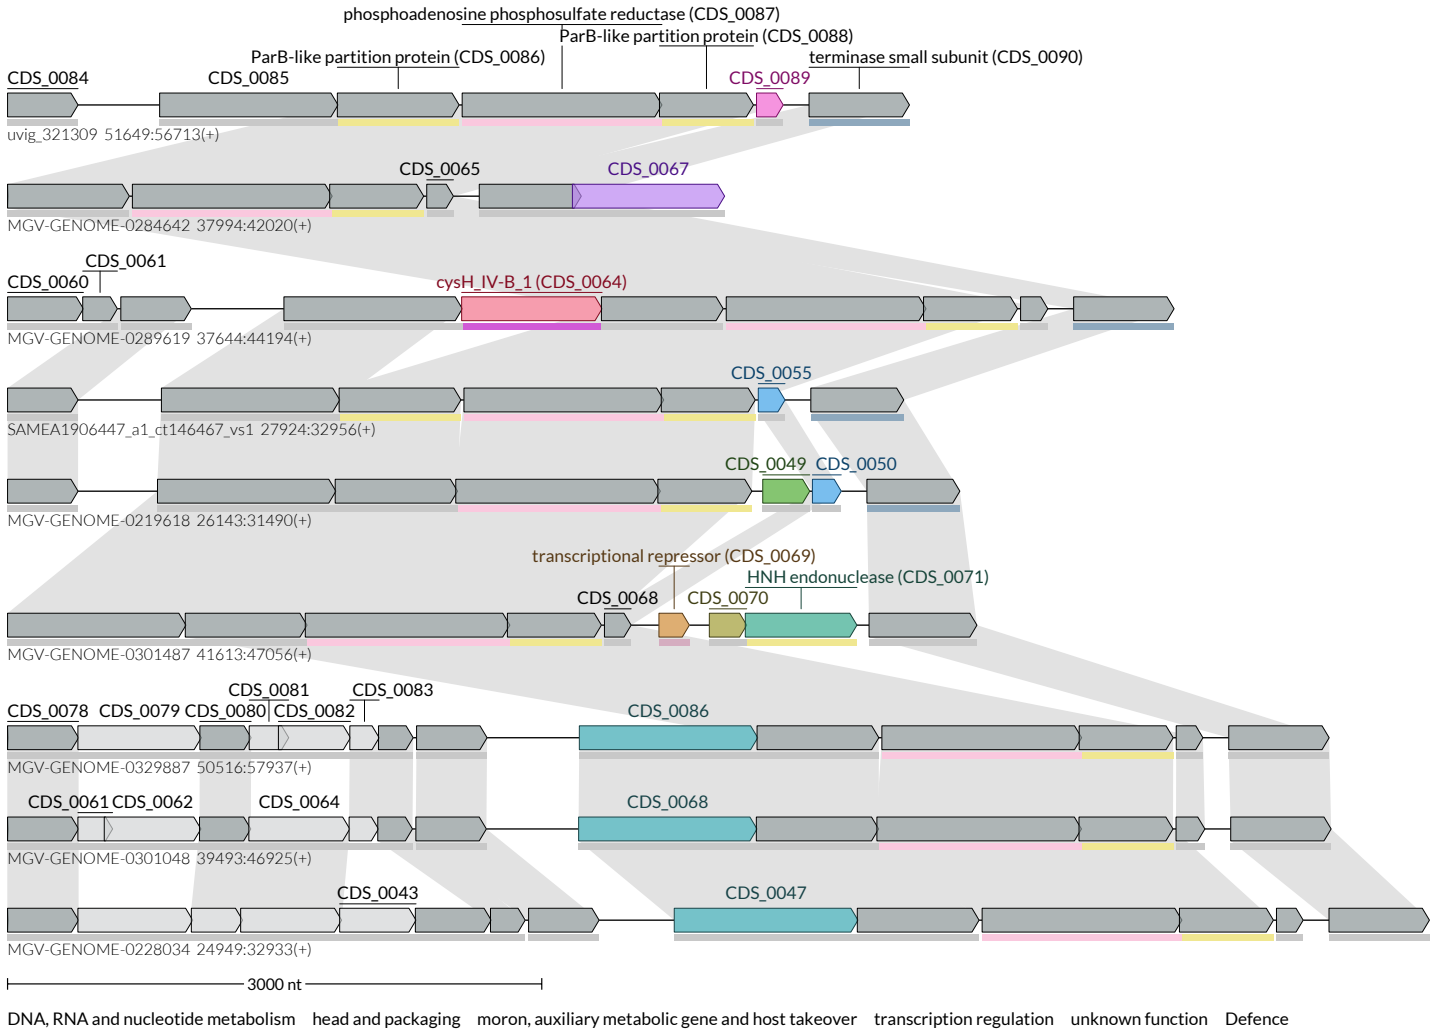 phosphoadenosine phosphosulfate reductase (CDS_0087)
ParB-like partition protein (CDS_0088)
ParB-like partition protein (CDS_0086)
terminase small subunit (CDS_0090)
CDS_0084
CDS_0085
CDS_0089
uvig_321309 51649:56713(+)
CDS_0065
CDS_0067
MGV-GENOME-0284642 37994:42020(+)
CDS_0061
CDS_0060
cysH_IV-B_1 (CDS_0064)
MGV-GENOME-0289619 37644:44194(+)
CDS_0055
SAMEA1906447_a1_ct146467_vs1 27924:32956(+)
CDS_0049
CDS_0050
MGV-GENOME-0219618 26143:31490(+)
transcriptional repressor (CDS_0069)
HNH endonuclease (CDS_0071)
CDS_0068
CDS_0070
MGV-GENOME-0301487 41613:47056(+)
CDS_0081
CDS_0083
CDS_0078
CDS_0079
CDS_0080
CDS_0082
CDS_0086
MGV-GENOME-0329887 50516:57937(+)
CDS_0061
CDS_0062
CDS_0064
CDS_0068
MGV-GENOME-0301048 39493:46925(+)
CDS_0043
CDS_0047
MGV-GENOME-0228034 24949:32933(+)
3000 nt
DNA, RNA and nucleotide metabolism head and packaging moron, auxiliary metabolic gene and host takeover transcription regulation unknown function Defence